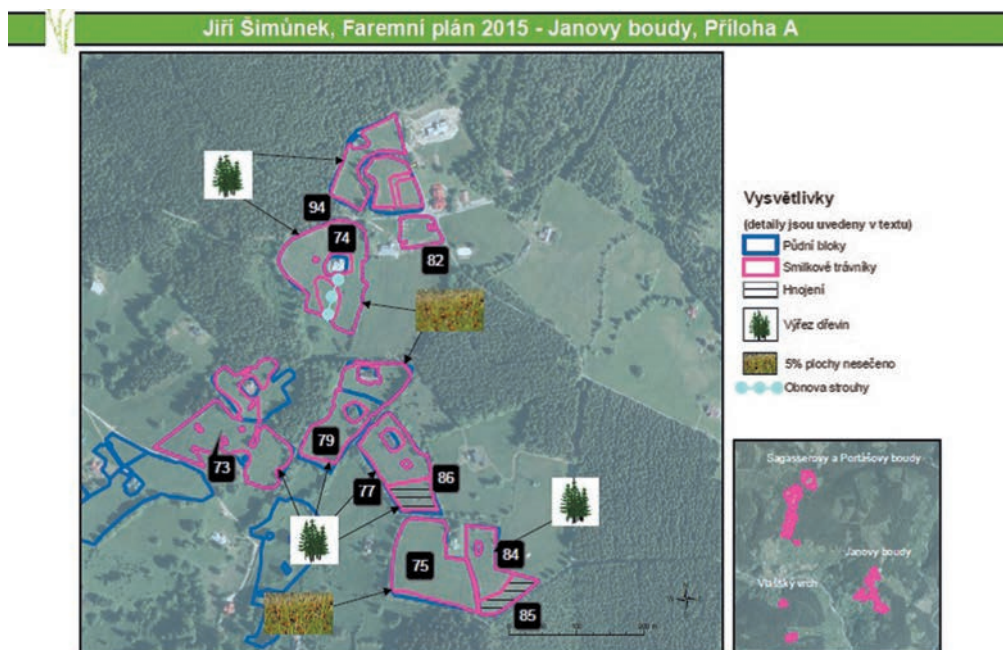 Jiří Šimůnek, Faremní plán 2015 - Janovy boudy, Příloha A
94
74
82
73
79
77
86
84
75
85
Vysvětlivky
(detaily jsou uvedeny v textu)
Půdní bloky
Smilkové trávníky
Hnojení
Výřez dřevin
5% plochy nesečeno
Obnova strouhy
Sagasserovy a Portášovy boudy
Janovy boudy
Vlašský vrch